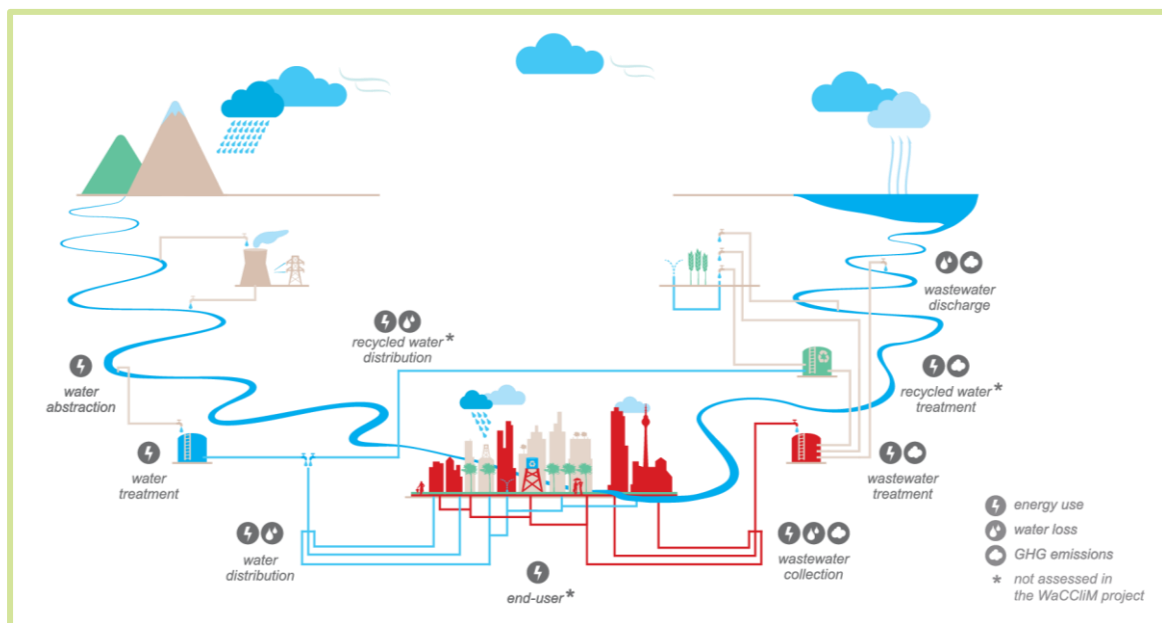 recycled water*
distribution
wastewater
discharge
water
abstraction
recycled water*
treatment
water
treatment
wastewater
treatment
water
distribution
wastewater
collection
end-user*
energy use
water loss
GHG emissions
* not assessed in
the WaCCliM project